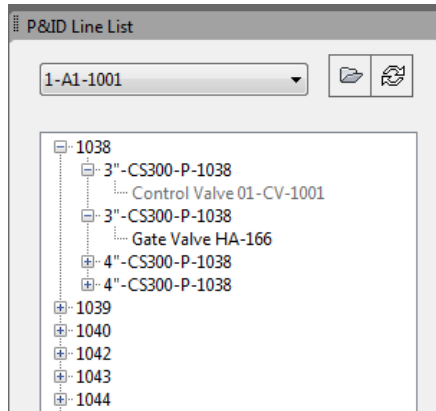 P&ID Line List
1-A1-1001
1038
3"-CS300-P-1038
Control Valve 01-CV-1001
3"-CS300-P-1038
Gate Valve HA-166
4"-CS300-P-1038
4"-CS300-P-1038
1039
1040
1042
1043
1044